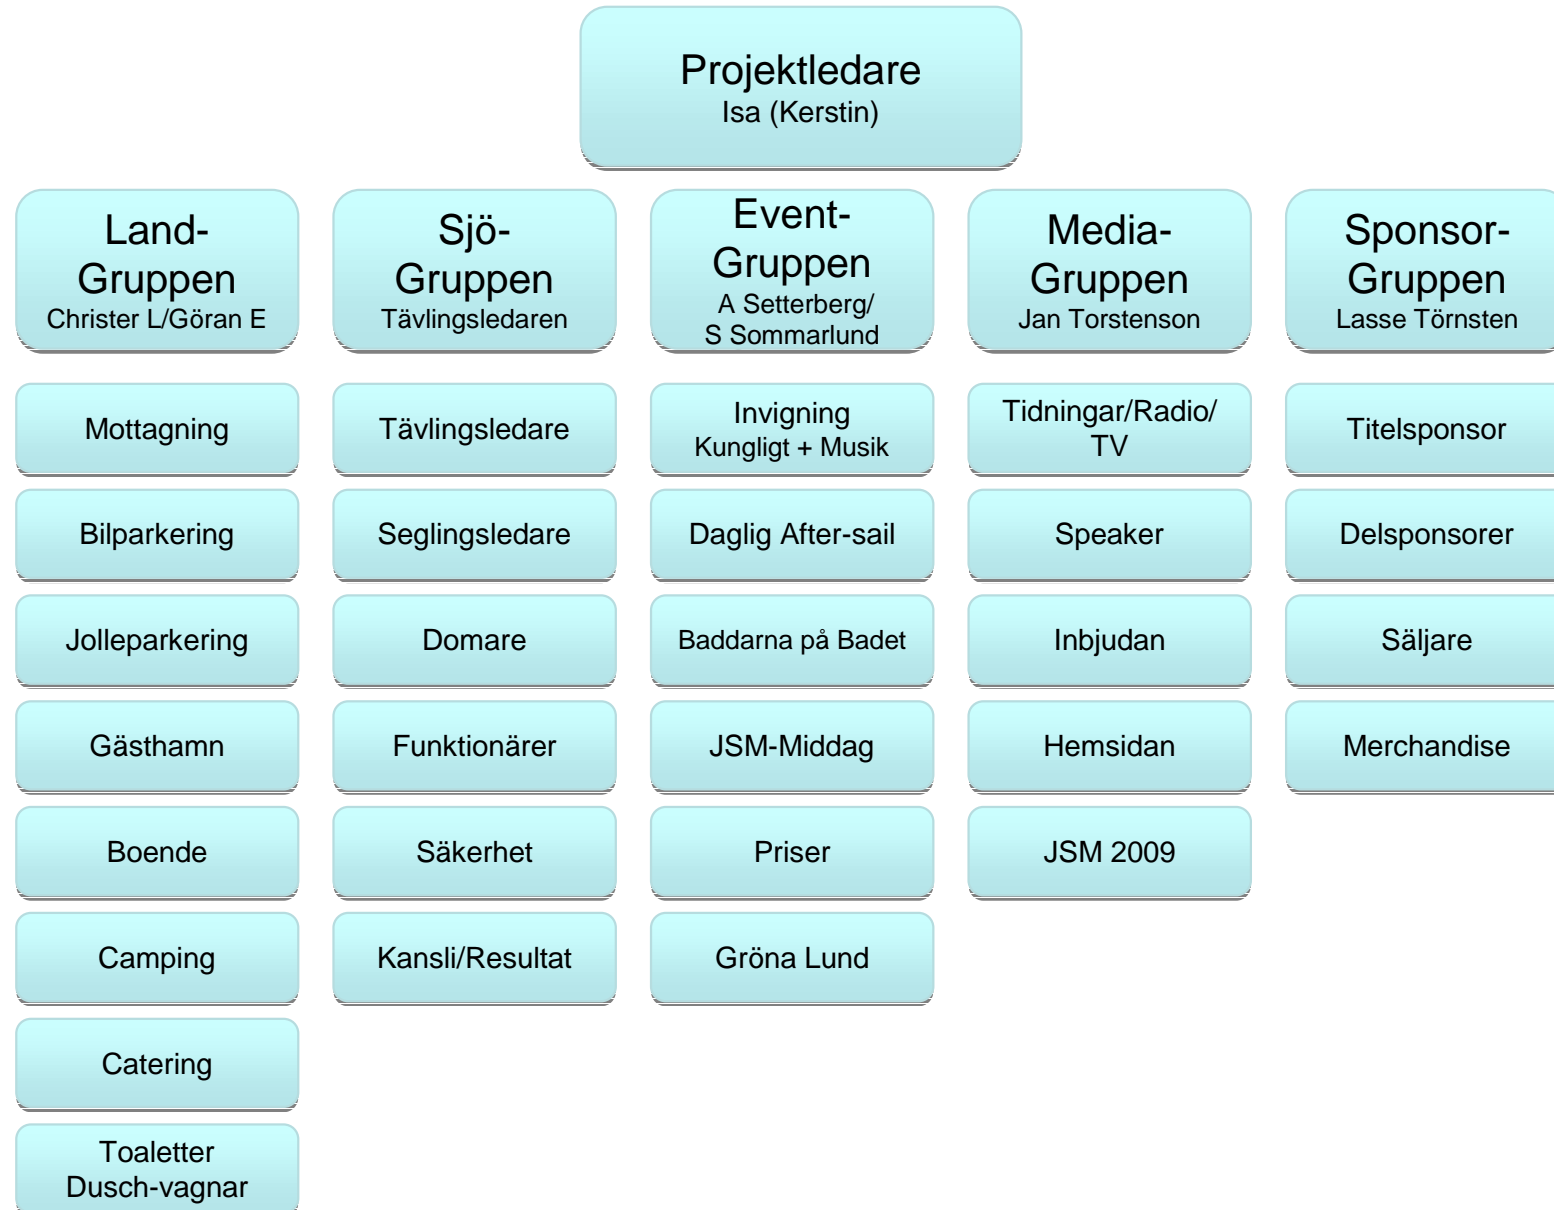 Projektledare
Isa (Kerstin)
Land-
Gruppen
Christer L/Göran E
Sjö-
Gruppen
Tävlingsledaren
Event-
Gruppen
A Setterberg/
S Sommarlund
Media-
Gruppen
Jan Torstenson
Sponsor-
Gruppen
Lasse Törnsten
Mottagning
Bilparkering
Jolleparkering
Gästhamn
Boende
Camping
Catering
Toaletter
Dusch-vagnar
Tävlingsledare
Seglingsledare
Domare
Funktionärer
Säkerhet
Kansli/Resultat
Invigning
Kungligt + Musik
Daglig After-sail
Baddarna på Badet
JSM-Middag
Priser
Gröna Lund
Tidningar/Radio/
TV
Speaker
Inbjudan
Hemsidan
JSM 2009
Titelsponsor
Delsponsorer
Säljare
Merchandise